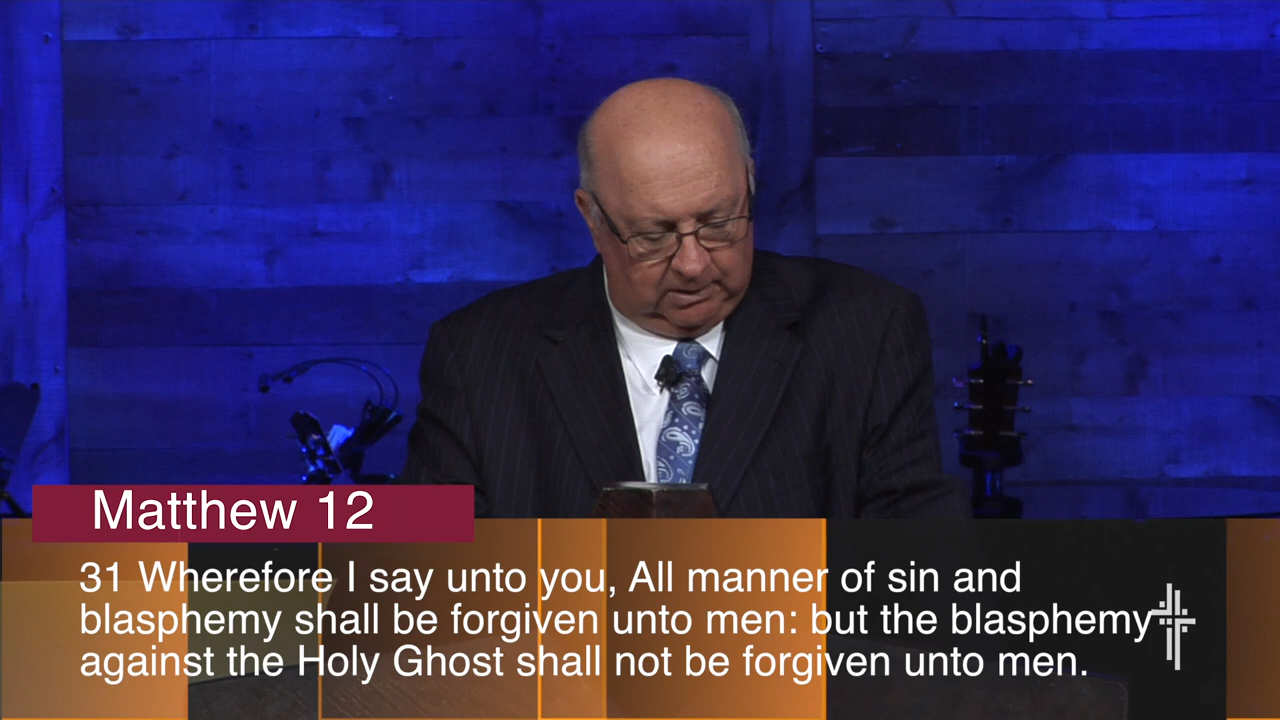 Matthew 12
31 Wherefore I say unto you, All manner of sin and
blasphemy shall be forgiven unto men: but the blasphemy
against the Holy Ghost shall not be forgiven unto men.